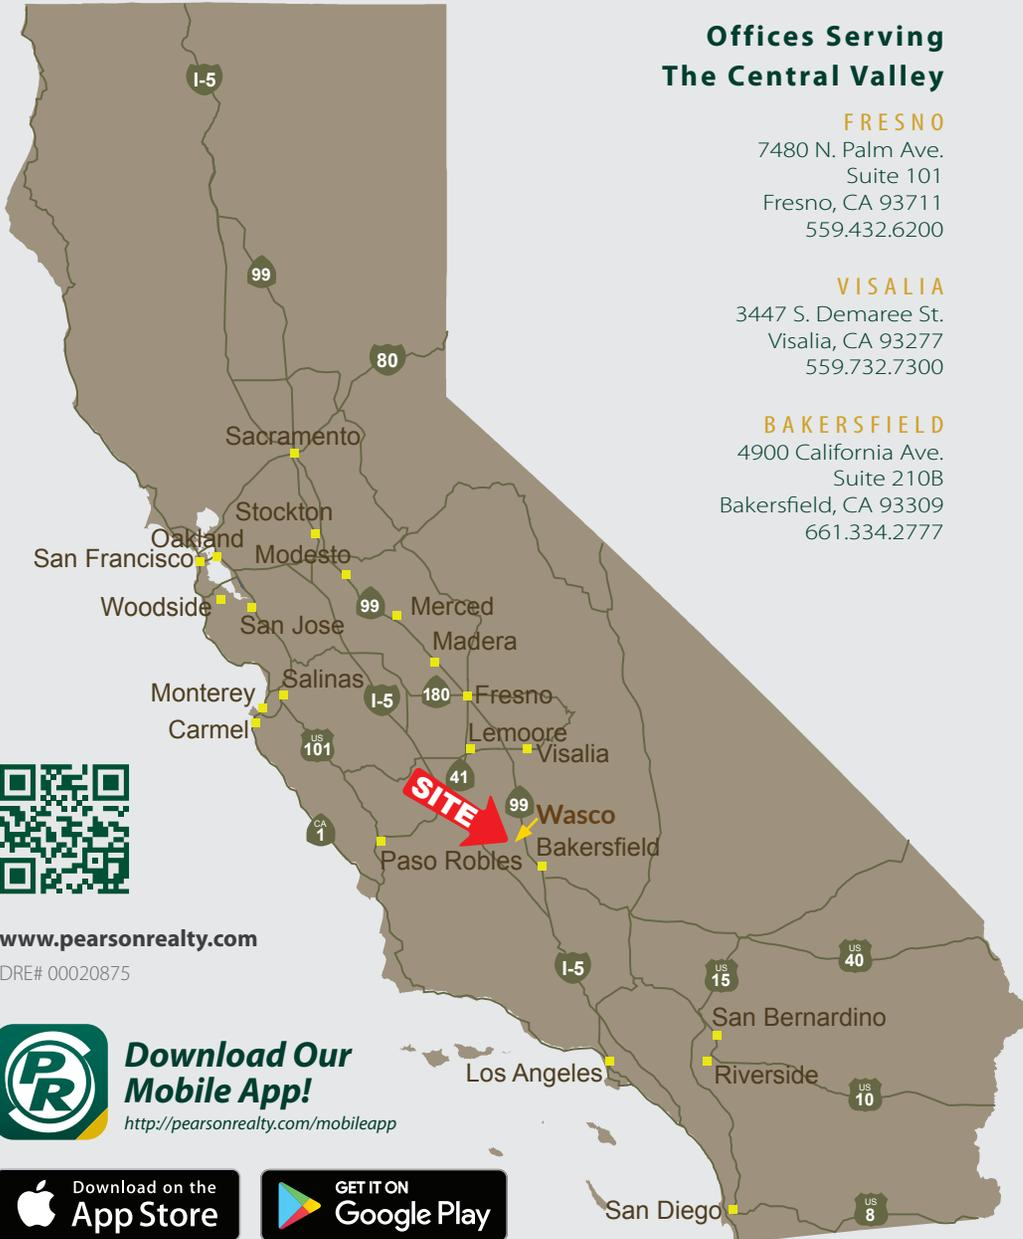 Offices Serving
The Central Valley
FRESNO
7480 N. Palm Ave.
Suite 101
Fresno, CA 93711
559.432.6200
VISALIA
3447 S. Demaree St.
Visalia, CA 93277
559.732.7300
BAKERSFIELD
4900 California Ave.
Suite 210B
Bakersfield, CA 93309
661.334.2777
I-5
99
80
Sacramento
Stockton
Oakland
San Francisco
Modesto
Woodside
99
Merced
San Jose
Madera
Salinas
Monterey
I-5
180
Fresno
Carmel
US
101
Lemoore
Visalia
41
SITE
99
Wasco
CA
1
Bakersfield
Paso Robles
www.pearsonrealty.com
DRE# 00020875
I-5
US
15
US
40
San Bernardino
Los Angeles
Riverside
US
10
PR
Download Our
Mobile App!
http://pearsonrealty.com/mobileapp
Download on the
App Store
GET IT ON
Google Play
San Diego
US
8